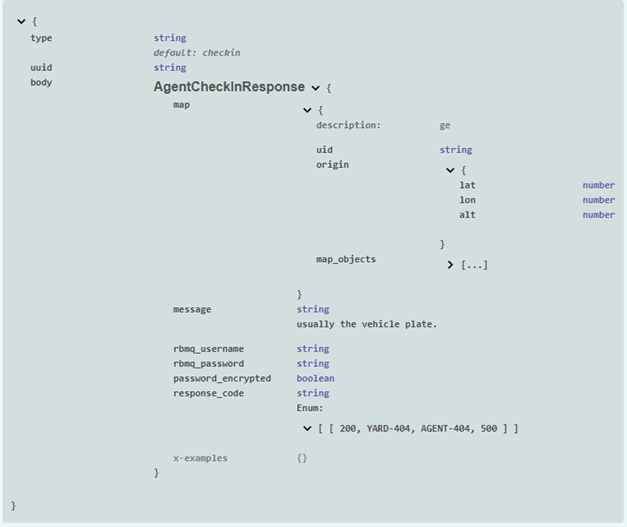 {
type string
default: checkin
uuid string
body AgentCheckInResponse {
map {
description: ge
uid string
origin {
lat number
lon number
alt number
}
map_objects [...]
}
message string
usually the vehicle plate.
rbmq_username string
rbmq_password string
password_encrypted boolean
response_code string
Enum:
[ [ 200, YARD-404, AGENT-404, 500 ] ]
x-examples {}
}
}